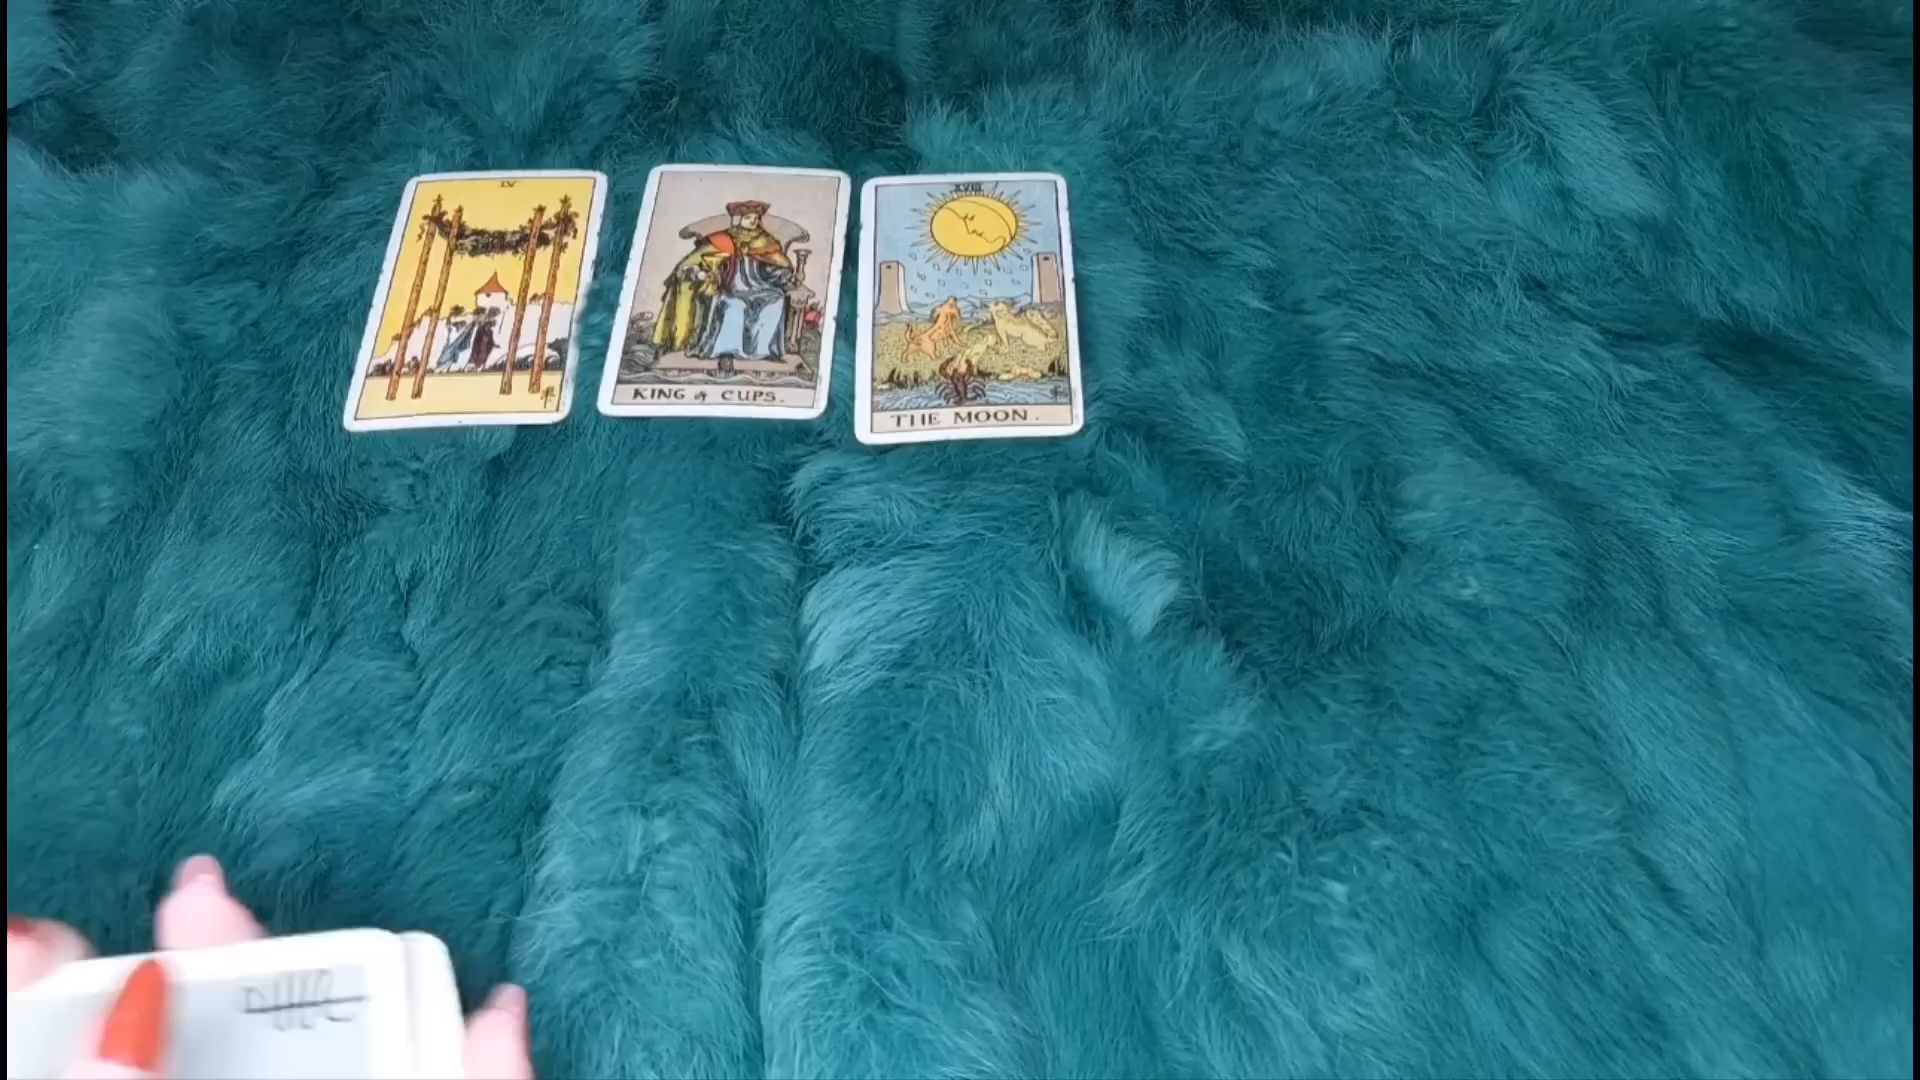 IV
KING of CUPS.
XVIII
THE MOON.